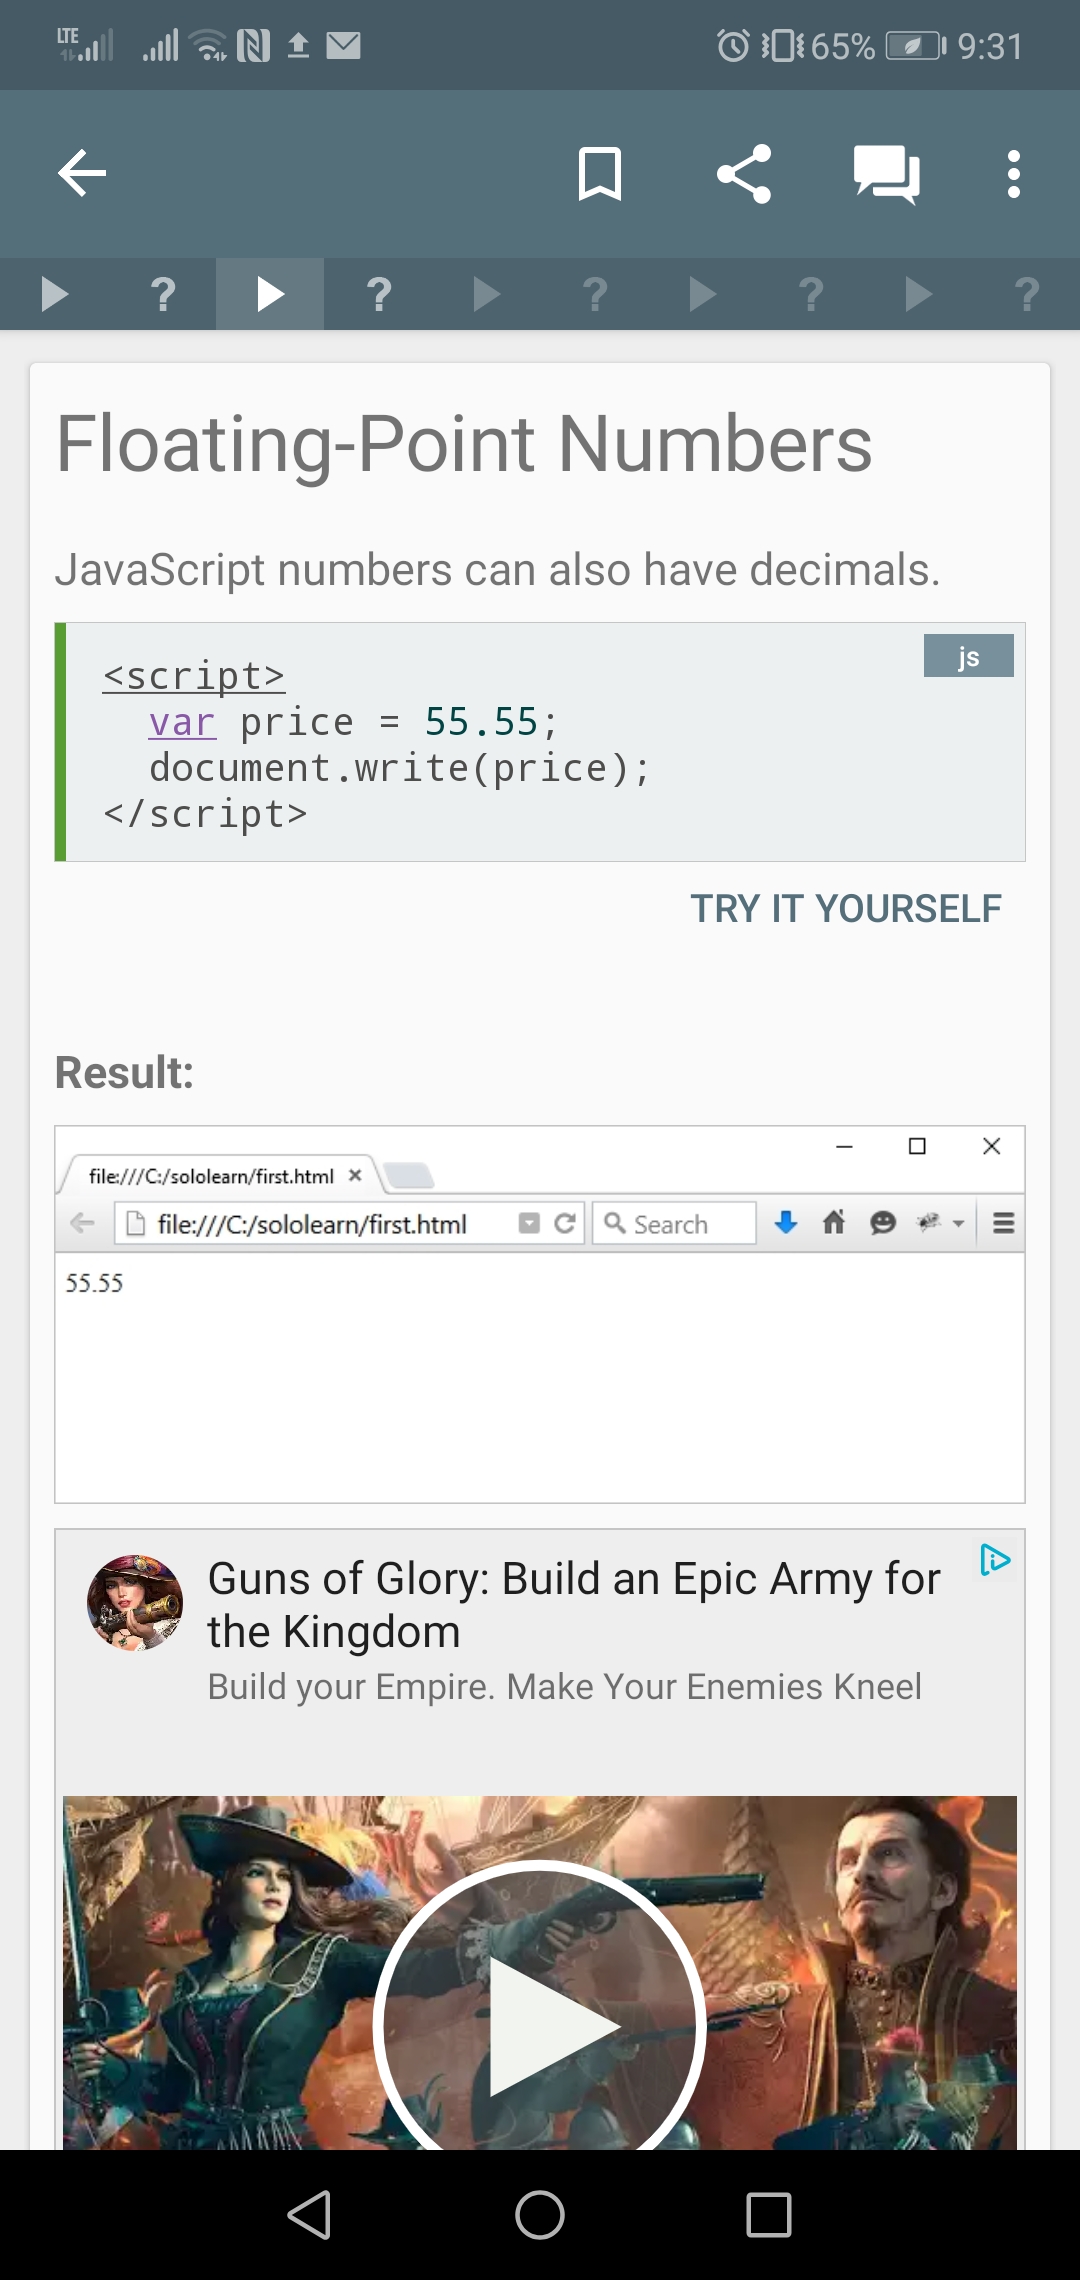 LTE 65% 9:31
? ? ? ? ?
Floating-Point Numbers
JavaScript numbers can also have decimals.
js
<script>
var price = 55.55;
document.write(price);
</script>
TRY IT YOURSELF
Result:
file:///C:/sololearn/first.html
file:///C:/sololearn/first.html Search
55.55
Guns of Glory: Build an Epic Army for
the Kingdom
Build your Empire. Make Your Enemies Kneel